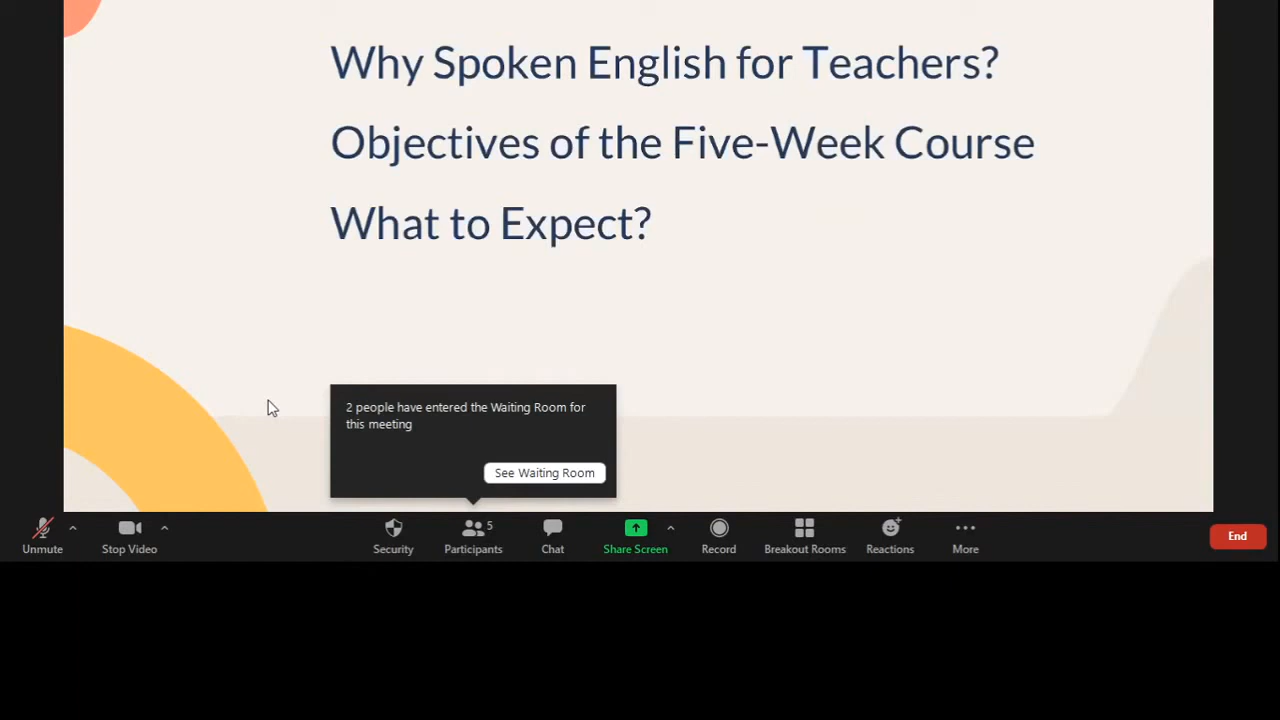 Why Spoken English for Teachers?
Objectives of the Five-Week Course
What to Expect?
2 people have entered the Waiting Room for
this meeting
See Waiting Room
5
Unmute
Stop Video
Security
Participants
Chat
Share Screen
Record
Breakout Rooms
Reactions
More
End